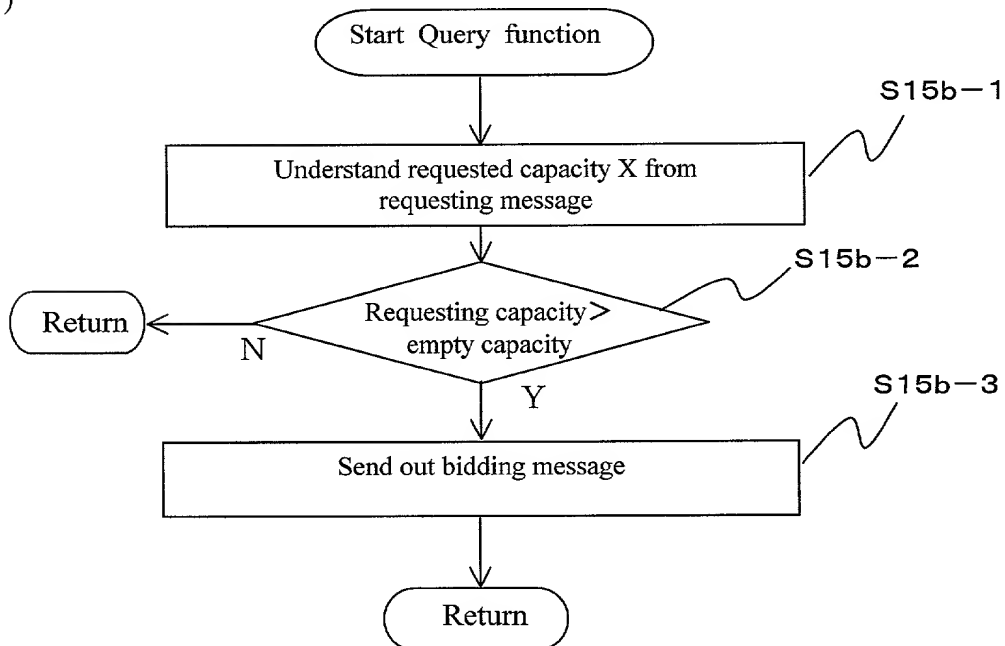 )
Start Query function
S15b-1
Understand requested capacity X from
requesting message
S15b-2
Requesting capacity>
empty capacity
Return
N
Y
S15b-3
Send out bidding message
Return